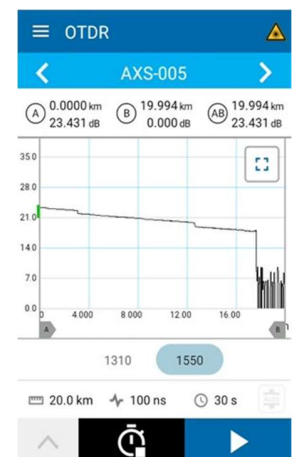 OTDR
AXS-005
A 0.0000 km 23.431 dB
B 19.994 km 0.000 dB
AB 19.994 km 23.431 dB
35.0
28.0
21.0
14.0
7.0
0.0
0 4.000 8.000 12.00 16.00
A B
1310 1550
20.0 km 100 ns 30 s